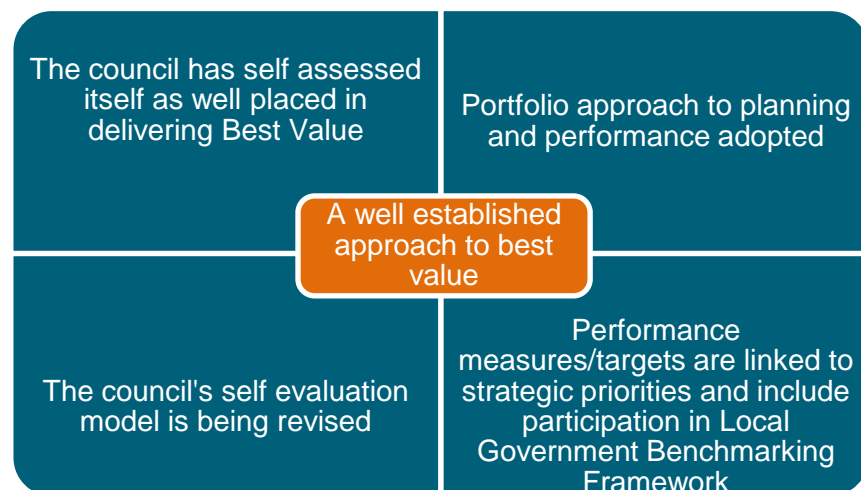 The council has self assessed
itself as well placed in
delivering Best Value
Portfolio approach to planning
and performance adopted
A well established
approach to best
value
The council's self evaluation
model is being revised
Performance
measures/targets are linked to
strategic priorities and include
participation in Local
Government Benchmarking
Framework